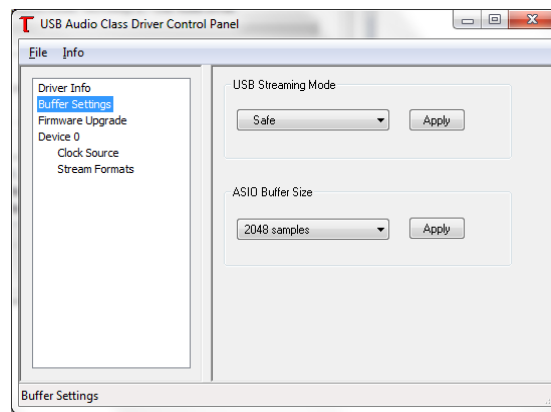 USB Audio Class Driver Control Panel
File Info
Driver Info
Buffer Settings
Firmware Upgrade
Device 0
Clock Source
Stream Formats
USB Streaming Mode
Safe Apply
ASIO Buffer Size
2048 samples Apply
Buffer Settings